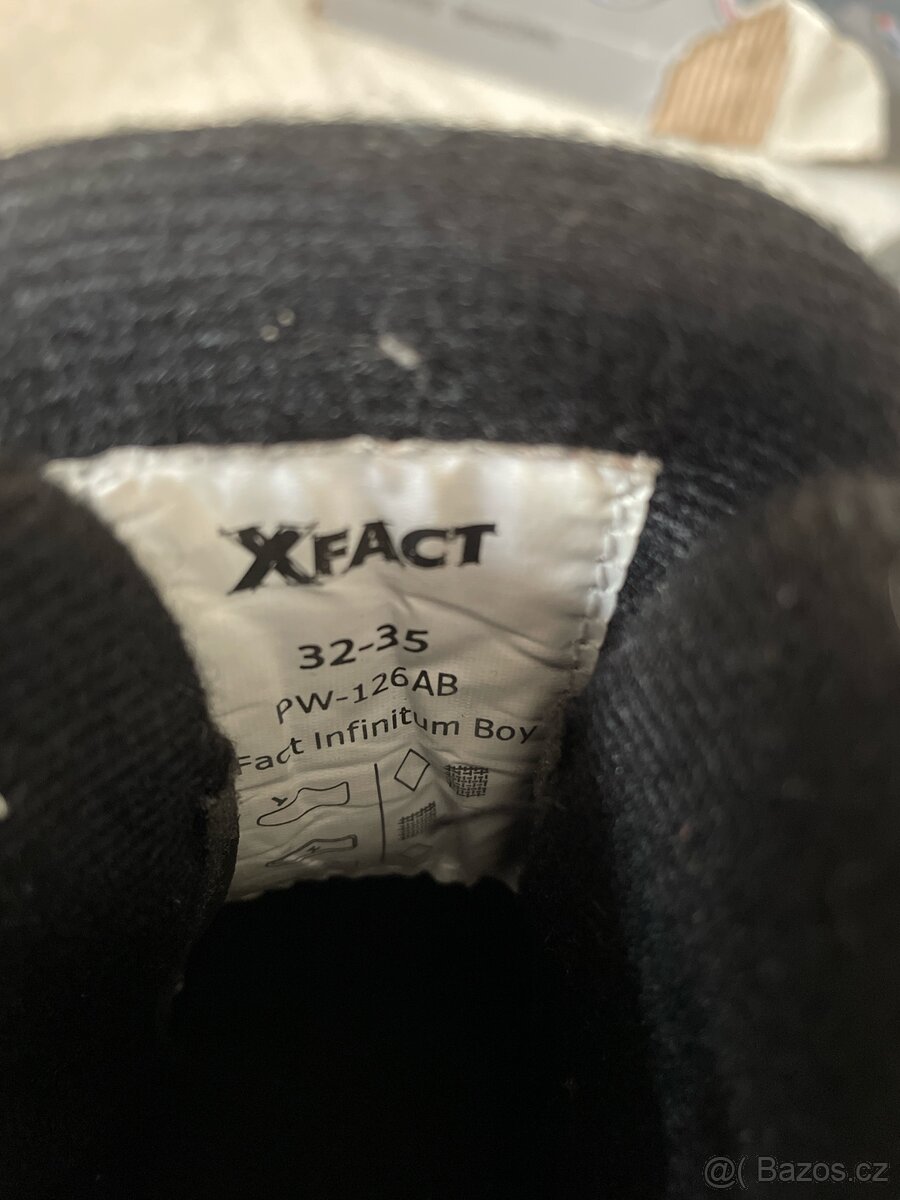 XFACT
32-35
PW-126AB
Fact Infinitum Boy
@( Bazos.cz